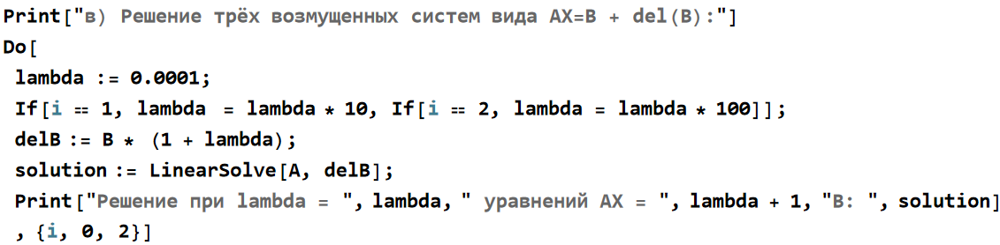 Print["в) Решение трёх возмущенных систем вида AX=B + del(B):"]
Do[
lambda := 0.0001;
If[i == 1, lambda = lambda * 10, If[i == 2, lambda = lambda * 100]];
delB := B * (1 + lambda);
solution := LinearSolve[A, delB];
Print["Решение при lambda = ", lambda, " уравнений AX = ", lambda + 1, "B: ", solution]
, {i, 0, 2}]